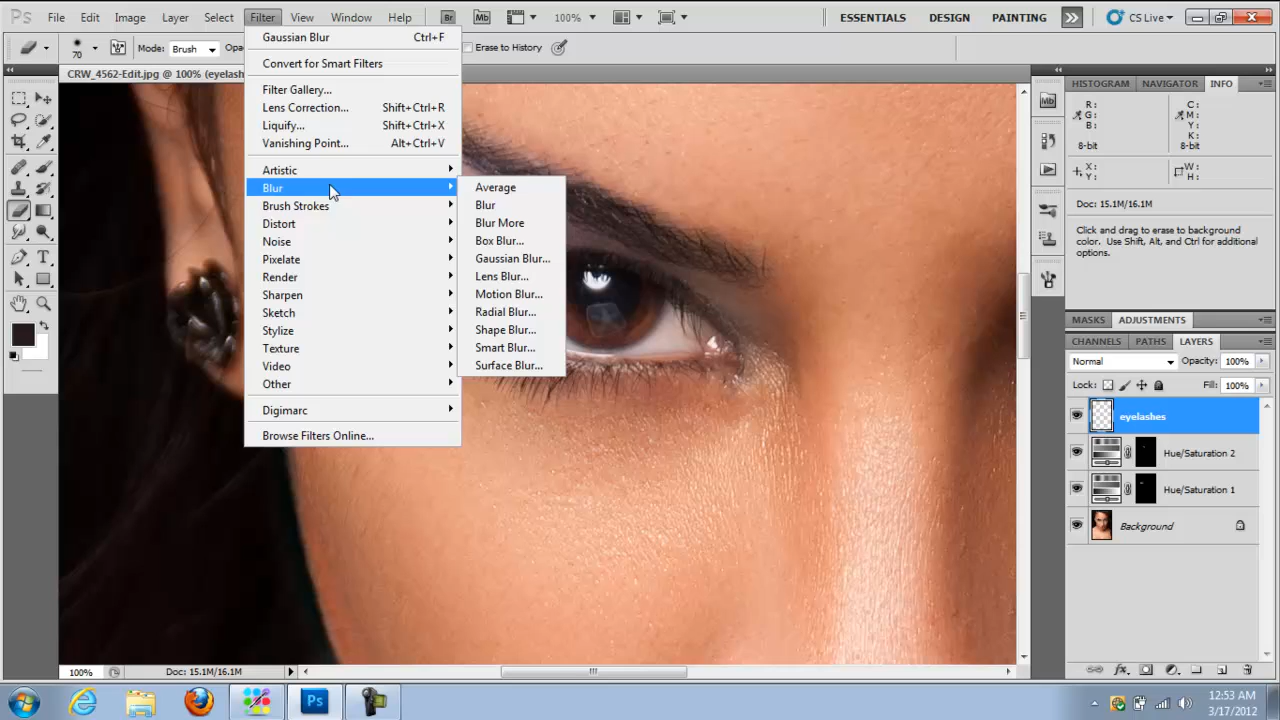 Ps File Edit Image Layer Select Filter View Window Help Br Mb 100% ESSENTIALS DESIGN PAINTING CS Live
70 Mode: Brush Opa Erase to History
CRW_4562-Edit.jpg @ 100% (eyelash
Gaussian Blur Ctrl+F
Convert for Smart Filters
Filter Gallery...
Lens Correction... Shift+Ctrl+R
Liquify... Shift+Ctrl+X
Vanishing Point... Alt+Ctrl+V
Artistic
Blur
Brush Strokes
Distort
Noise
Pixelate
Render
Sharpen
Sketch
Stylize
Texture
Video
Other
Digimarc
Browse Filters Online...
Average
Blur
Blur More
Box Blur...
Gaussian Blur...
Lens Blur...
Motion Blur...
Radial Blur...
Shape Blur...
Smart Blur...
Surface Blur...
HISTOGRAM NAVIGATOR INFO
R: C:
G: M:
B: Y:
K:
8-bit 8-bit
X: W:
Y: H:
Doc: 15.1M/16.1M
Click and drag to erase to background
color. Use Shift, Alt, and Ctrl for additional
options.
MASKS ADJUSTMENTS
CHANNELS PATHS LAYERS
Normal Opacity: 100%
Lock: Fill: 100%
eyelashes
Hue/Saturation 2
Hue/Saturation 1
Background
Mb
100% Doc: 15.1M/16.1M
Ps
12:53 AM
3/17/2012